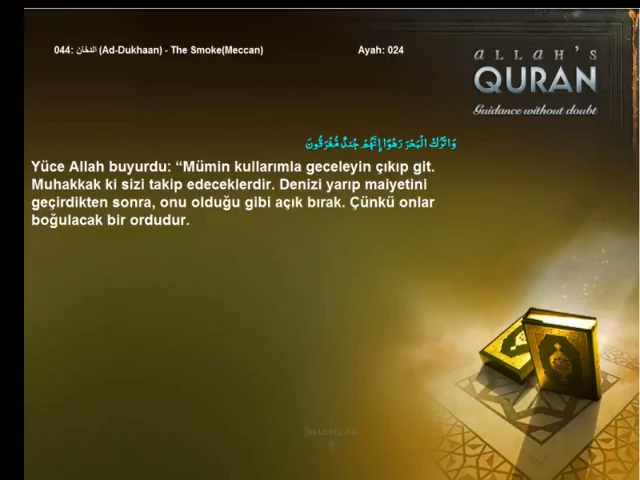 044: الدخان (Ad-Dukhaan) - The Smoke(Meccan) Ayah: 024
ALLAH'S
QURAN
Guidance without doubt
وَاتْرُكِ الْبَحْرَ رَهْوًا إِنَّهُمْ جُندٌ مُّغْرَقُونَ
Yüce Allah buyurdu: “Mümin kullarımla geceleyin çıkıp git.
Muhakkak ki sizi takip edeceklerdir. Denizi yarıp maiyetini
geçirdikten sonra, onu olduğu gibi açık bırak. Çünkü onlar
boğulacak bir ordudur.